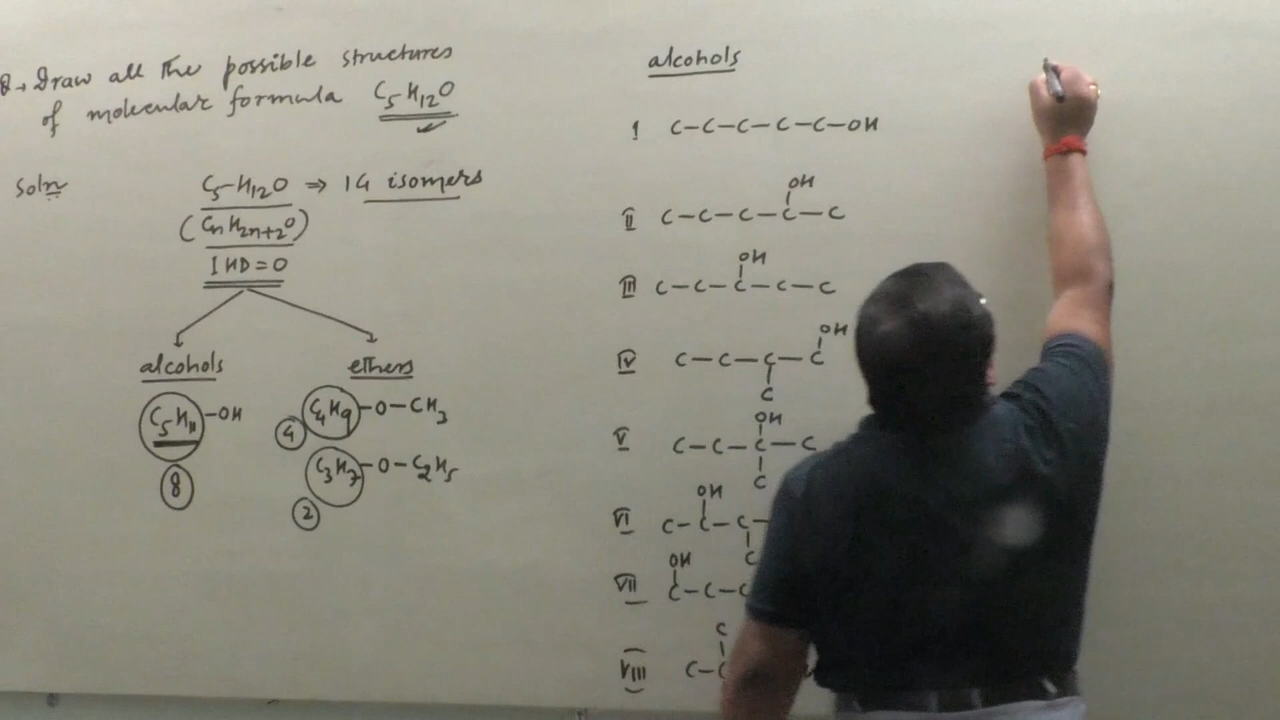 Q→ Draw all the possible structures
of molecular formula C5H12O
Soln
C5H12O ⇒ 14 isomers
(CnH2n+2O)
IHD=0
alcohols ethers
C5H11-OH
8
C4H9-O-CH3
4
C3H7-O-C2H5
2
alcohols
I C-C-C-C-C-OH
OH
II C-C-C-C-C
OH
III C-C-C-C-C
OH
IV C-C-C-C
C
OH
V C-C-C-C
C
OH
VI C-C-C-
C
OH
VII C-C-C
C
VIII C-C